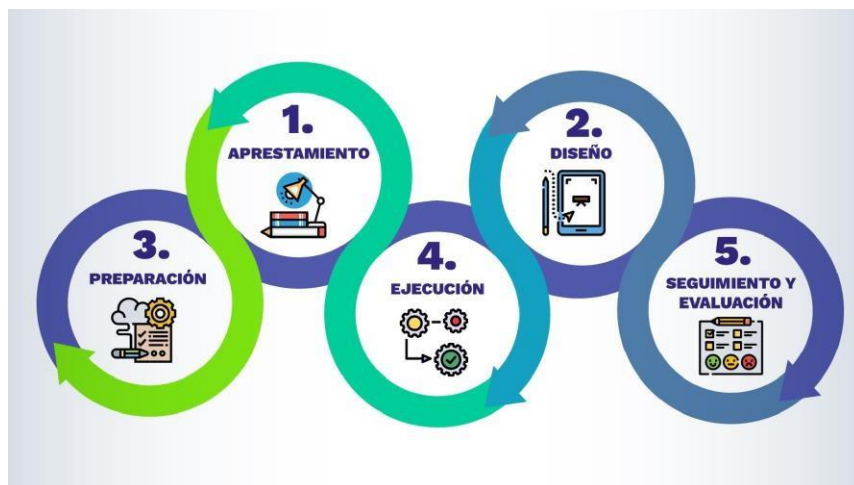 1.
APRESTAMIENTO
2.
DISEÑO
3.
PREPARACIÓN
4.
EJECUCIÓN
5.
SEGUIMIENTO Y
EVALUACIÓN